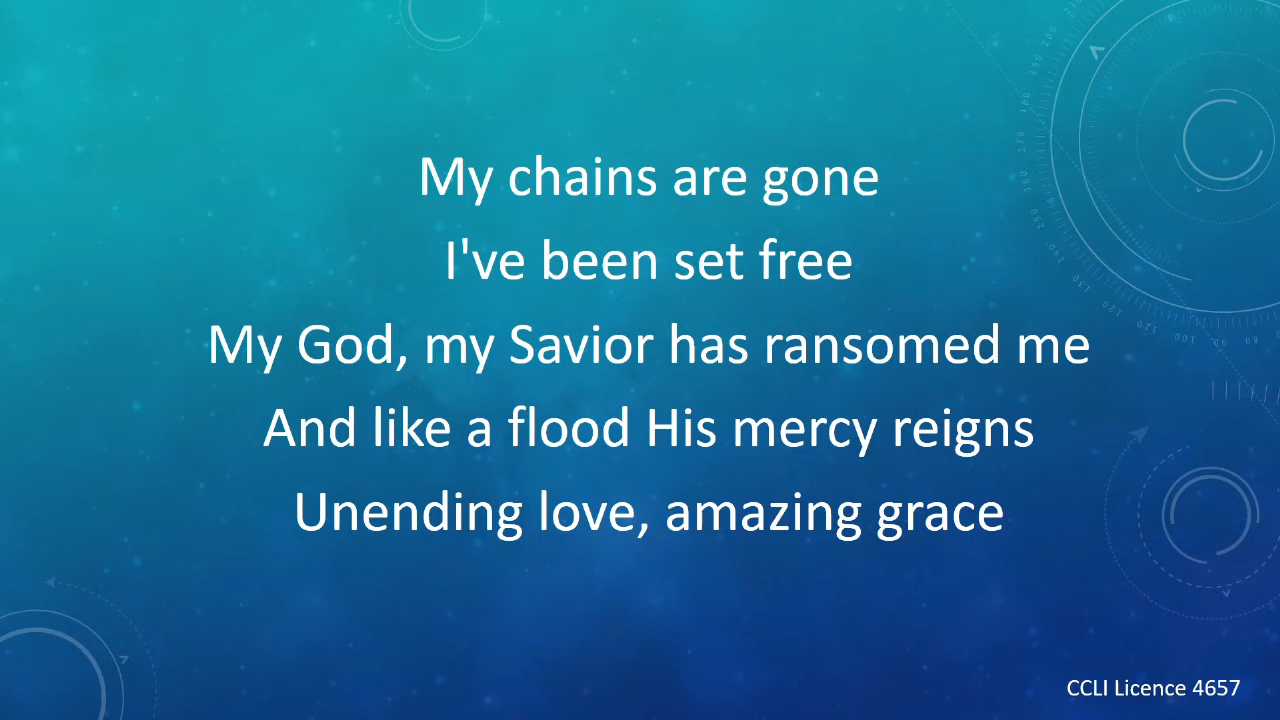 My chains are gone
I've been set free
My God, my Savior has ransomed me
And like a flood His mercy reigns
Unending love, amazing grace
CCLI Licence 4657